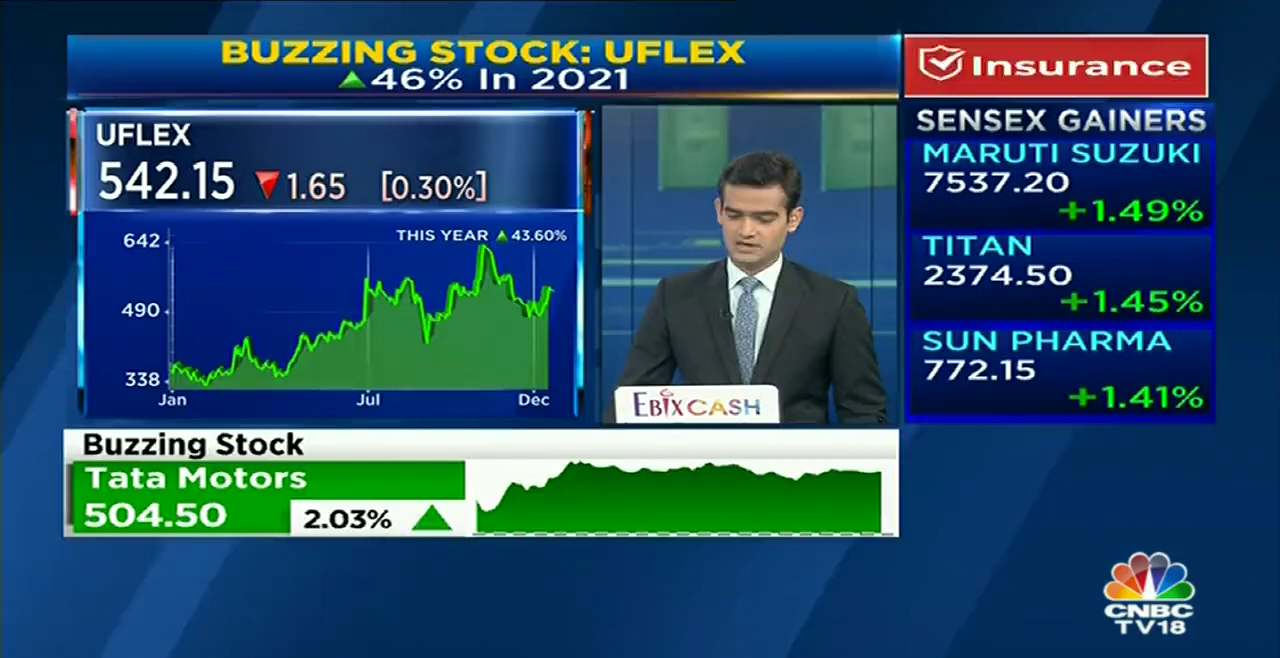 BUZZING STOCK: UFLEX
▲46% In 2021
UFLEX
542.15 ▼1.65 [0.30%]
THIS YEAR ▲43.60%
642
490
338
Jan Jul Dec
EBIXCASH
Insurance
SENSEX GAINERS
MARUTI SUZUKI
7537.20
+1.49%
TITAN
2374.50
+1.45%
SUN PHARMA
772.15
+1.41%
Buzzing Stock
Tata Motors
504.50 2.03% ▲
CNBC
TV18